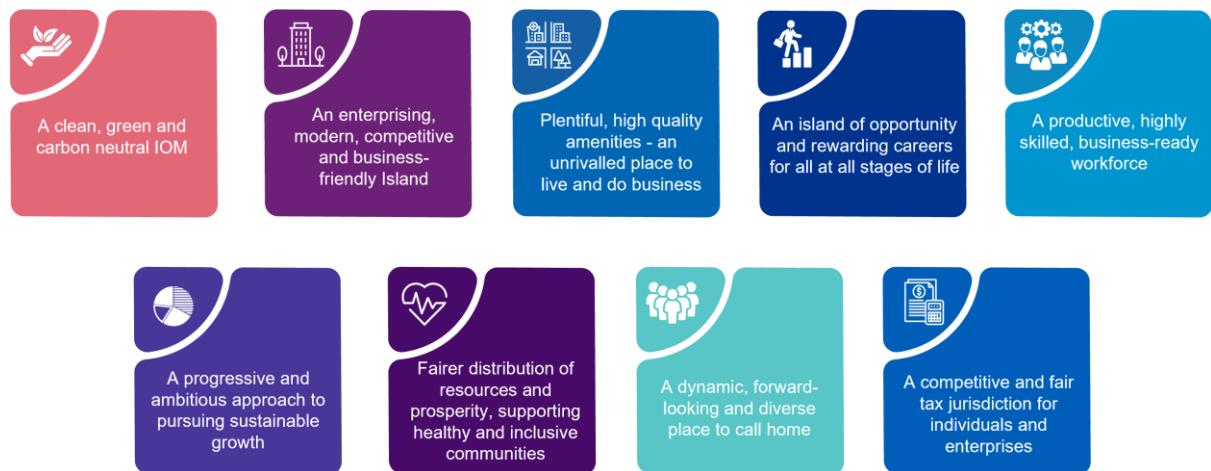 A clean, green and
carbon neutral IOM
An enterprising,
modern, competitive
and business-
friendly Island
Plentiful, high quality
amenities - an
unrivalled place to
live and do business
An island of opportunity
and rewarding careers
for all at all stages of life
A productive, highly
skilled, business-ready
workforce
A progressive and
ambitious approach to
pursuing sustainable
growth
Fairer distribution of
resources and
prosperity, supporting
healthy and inclusive
communities
A dynamic, forward-
looking and diverse
place to call home
A competitive and fair
tax jurisdiction for
individuals and
enterprises